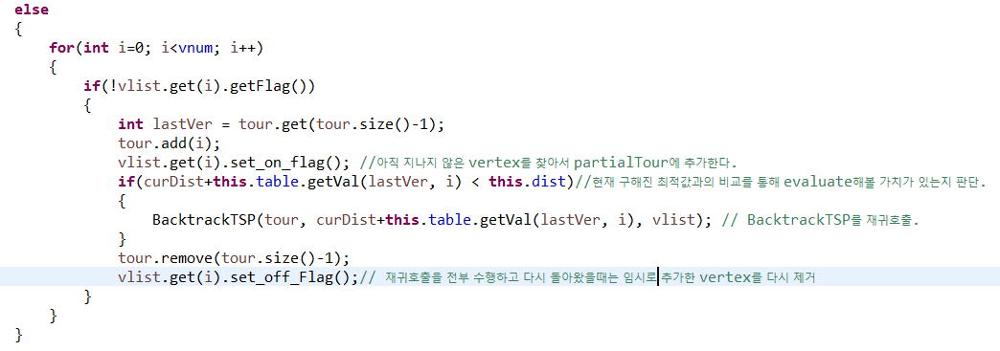 else
{
    for(int i=0; i<vnum; i++)
    {
        if(!vlist.get(i).getFlag())
        {
            int lastVer = tour.get(tour.size()-1);
            tour.add(i);
            vlist.get(i).set_on_flag(); //아직 지나지 않은 vertex를 찾아서 partialTour에 추가한다.
            if(curDist+this.table.getVal(lastVer, i) < this.dist)//현재 구해진 최적값과의 비교를 통해 evaluate해볼 가치가 있는지 판단.
            {
                BacktrackTSP(tour, curDist+this.table.getVal(lastVer, i), vlist); // BacktrackTSP를 재귀호출.
            }
            tour.remove(tour.size()-1);
            vlist.get(i).set_off_Flag();// 재귀호출을 전부 수행하고 다시 돌아왔을때는 임시로 추가한 vertex를 다시 제거
        }
    }
}